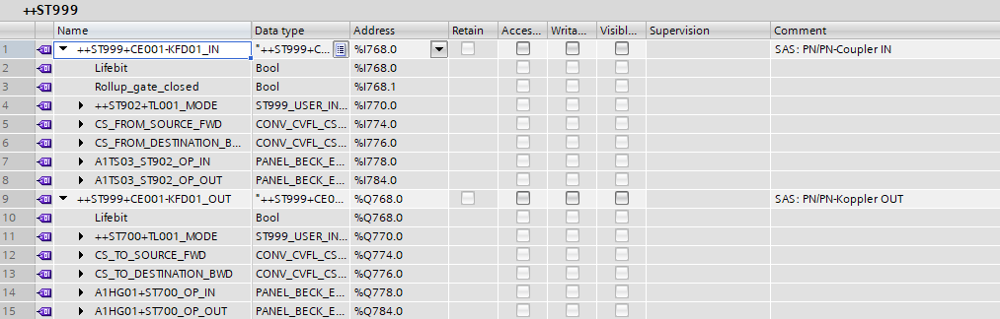 ++ST999
Name Data type Address Retain Acces... Writa... Visibl... Supervision Comment
1 ++ST999+CE001-KFD01_IN "++ST999+C... %I768.0 SAS: PN/PN-Coupler IN
2 Lifebit Bool %I768.0
3 Rollup_gate_closed Bool %I768.1
4 ++ST902+TL001_MODE ST999_USER_IN... %I770.0
5 CS_FROM_SOURCE_FWD CONV_CVFL_CS... %I774.0
6 CS_FROM_DESTINATION_B... CONV_CVFL_CS... %I776.0
7 A1TS03_ST902_OP_IN PANEL_BECK_E... %I778.0
8 A1TS03_ST902_OP_OUT PANEL_BECK_E... %I784.0
9 ++ST999+CE001-KFD01_OUT "++ST999+CE0... %Q768.0 SAS: PN/PN-Koppler OUT
10 Lifebit Bool %Q768.0
11 ++ST700+TL001_MODE ST999_USER_IN... %Q770.0
12 CS_TO_SOURCE_FWD CONV_CVFL_CS... %Q774.0
13 CS_TO_DESTINATION_BWD CONV_CVFL_CS... %Q776.0
14 A1HG01+ST700_OP_IN PANEL_BECK_E... %Q778.0
15 A1HG01+ST700_OP_OUT PANEL_BECK_E... %Q784.0